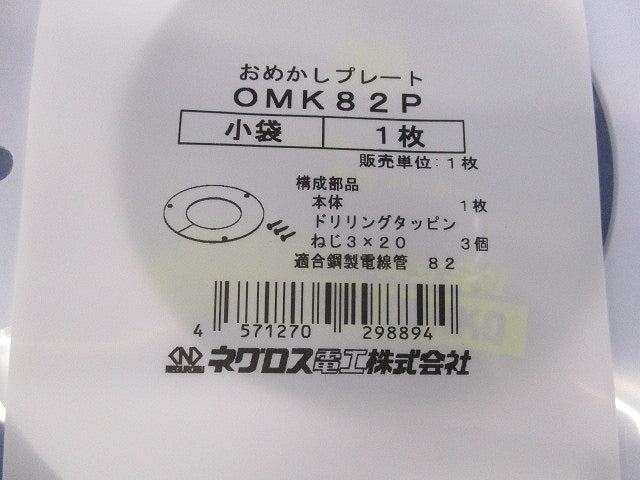 おめかしプレート
OMK82P
小袋 1枚
販売単位：1枚
構成部品
本体 1枚
ドリリングタッピン
ねじ3×20 3個
適合鋼製電線管 82
4 571270 298894
NEGUROSU ネグロス電工株式会社